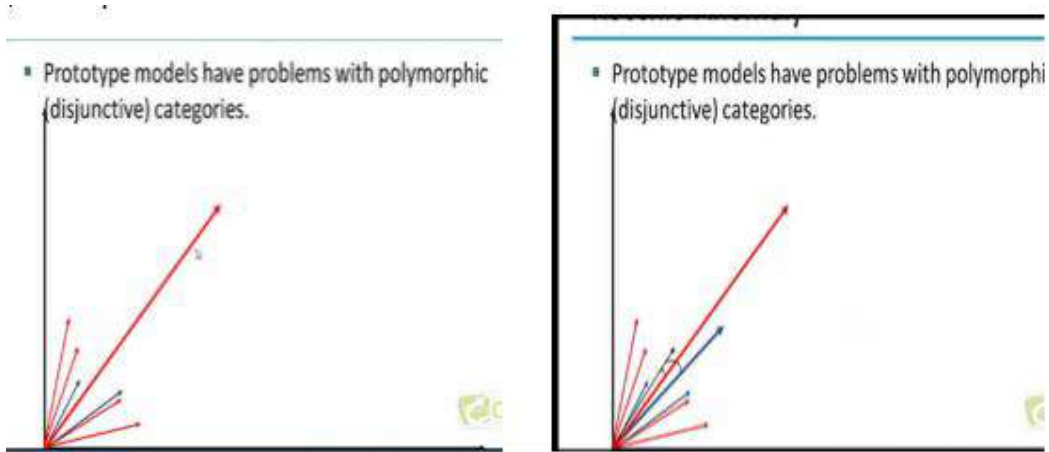 Prototype models have problems with polymorphic
(disjunctive) categories.
Prototype models have problems with polymorphi
(disjunctive) categories.